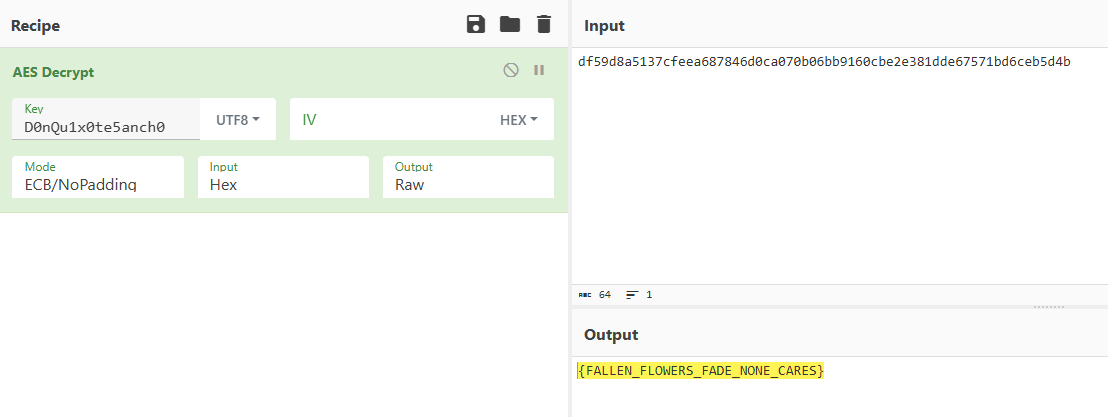 Recipe
AES Decrypt
Key
D0nQu1x0te5anch0
UTF8
IV
HEX
Mode
ECB/NoPadding
Input
Hex
Output
Raw
Input
df59d8a5137cfeea687846d0ca070b06bb9160cbe2e381dde67571bd6ceb5d4b
ABC 64
1
Output
{FALLEN_FLOWERS_FADE_NONE_CARES}